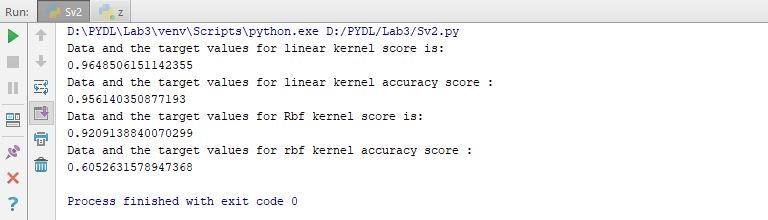 Run: Sv2 z
D:\PYDL\Lab3\venv\Scripts\python.exe D:/PYDL/Lab3/Sv2.py
Data and the target values for linear kernel score is:
0.9648506151142355
Data and the target values for linear kernel accuracy score :
0.956140350877193
Data and the target values for Rbf kernel score is:
0.9209138840070299
Data and the target values for rbf kernel accuracy score :
0.6052631578947368
Process finished with exit code 0